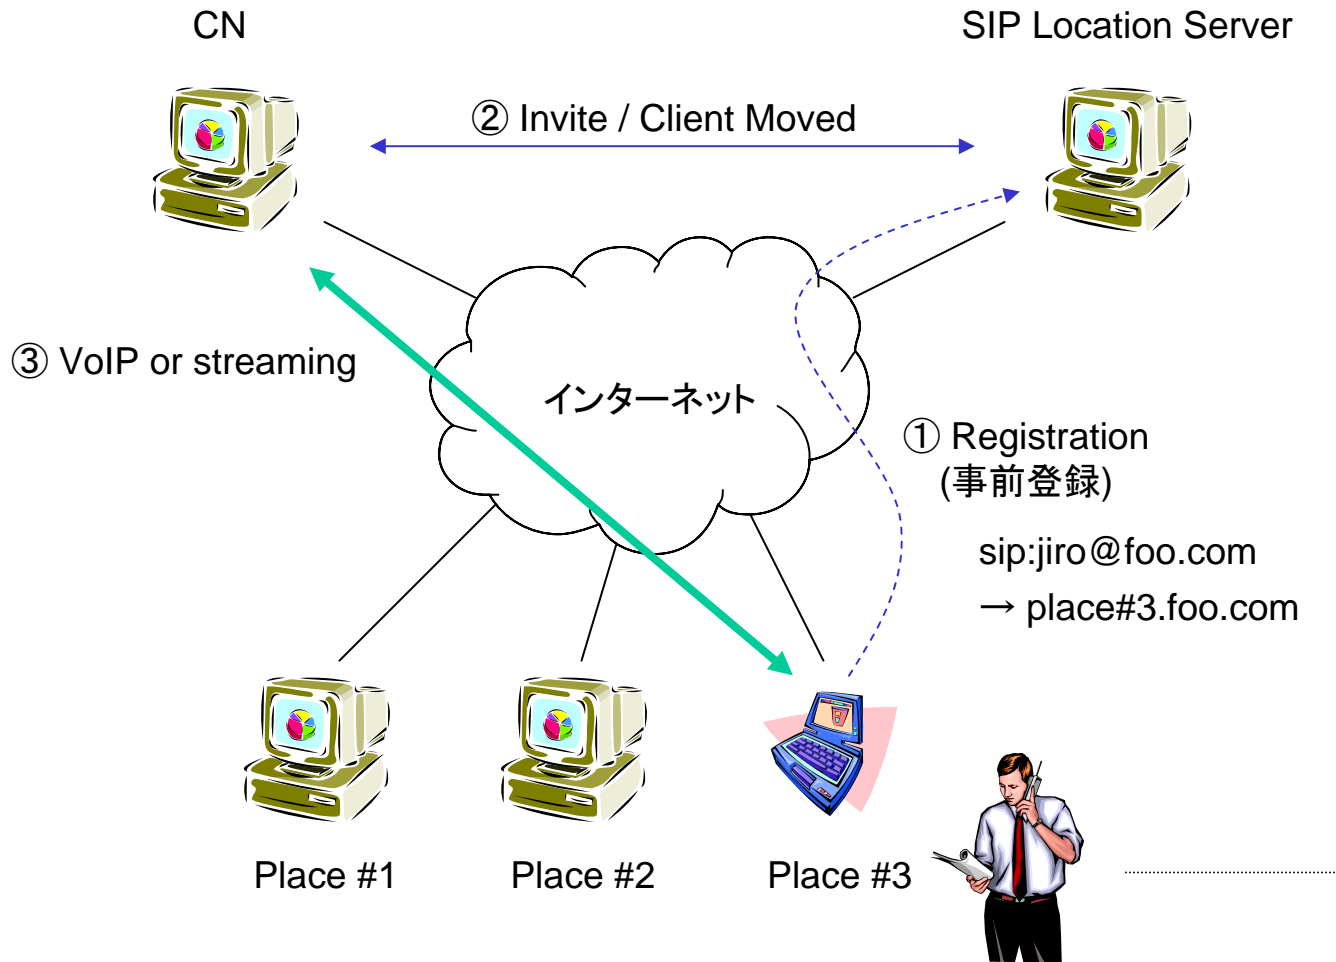 CN
SIP Location Server
② Invite / Client Moved
③ VoIP or streaming
インターネット
① Registration
(事前登録)
sip:jiro@foo.com
→ place#3.foo.com
Place #1
Place #2
Place #3